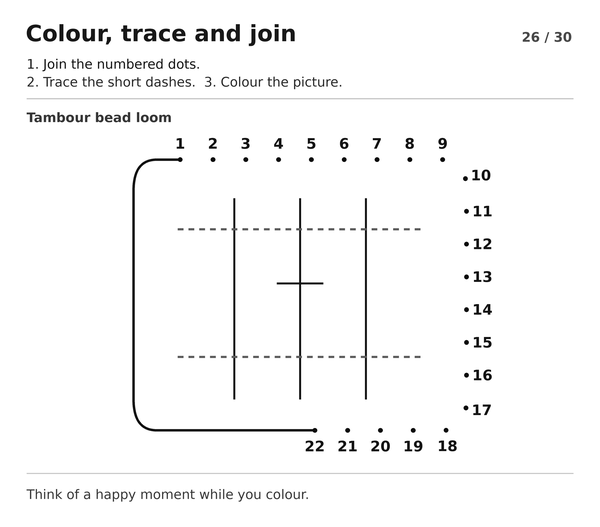 Colour, trace and join
26 / 30
1. Join the numbered dots.
2. Trace the short dashes.  3. Colour the picture.
Tambour bead loom
1 2 3 4 5 6 7 8 9
10
11
12
13
14
15
16
17
22 21 20 19 18
Think of a happy moment while you colour.